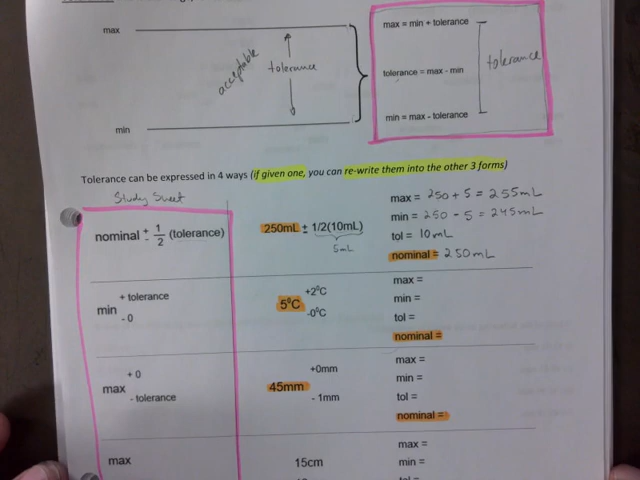 max
max = min + tolerance
acceptable
tolerance
tolerance = max - min
tolerance
min = max - tolerance
min
Tolerance can be expressed in 4 ways (if given one, you can re-write them into the other 3 forms)
Study Sheet
nominal ± 1/2 (tolerance)
250mL ± 1/2(10mL)
5mL
max = 250 + 5 = 255mL
min = 250 - 5 = 245mL
tol = 10mL
nominal = 250mL
+ tolerance
min
- 0
+2⁰C
5⁰C
-0⁰C
max =
min =
tol =
nominal =
+ 0
max
- tolerance
+0mm
45mm
- 1mm
max =
min =
tol =
nominal =
max
15cm
max =
min =